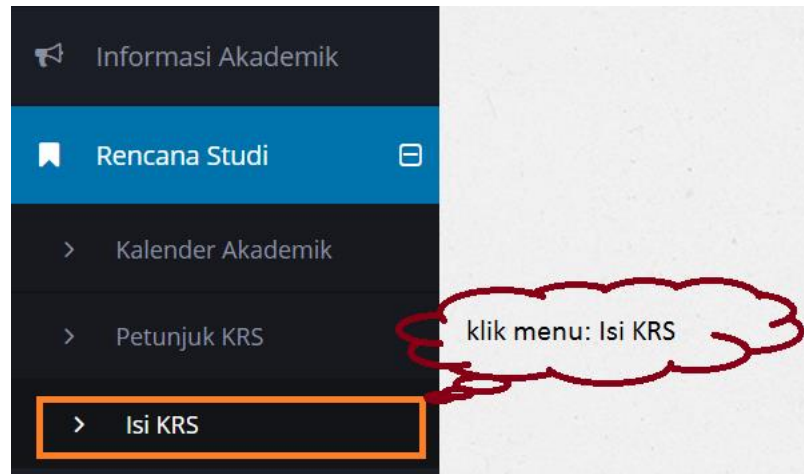 Informasi Akademik
Rencana Studi
Kalender Akademik
Petunjuk KRS
klik menu: Isi KRS
Isi KRS